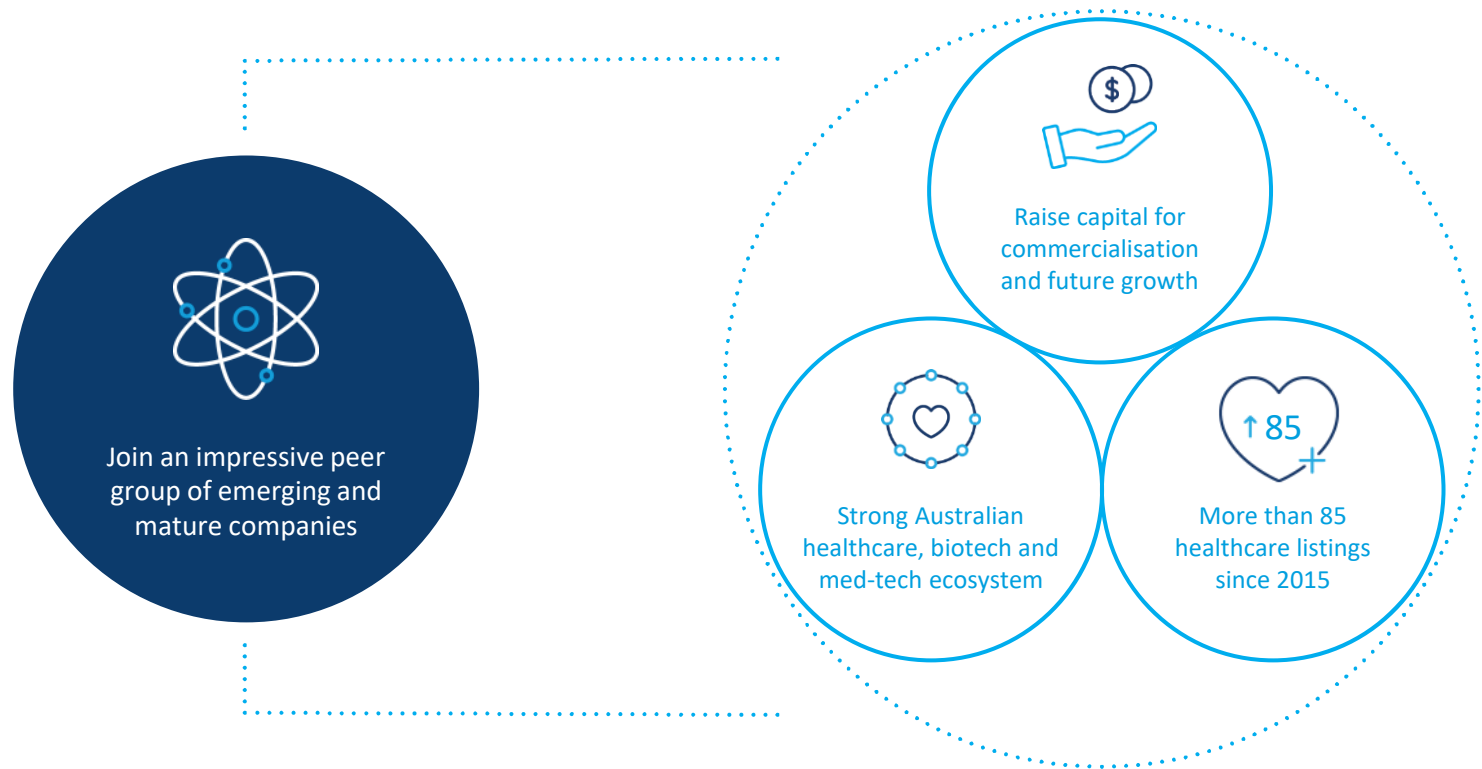 Join an impressive peer
group of emerging and
mature companies
$
Raise capital for
commercialisation
and future growth
Strong Australian
healthcare, biotech and
med-tech ecosystem
↑ 85
More than 85
healthcare listings
since 2015